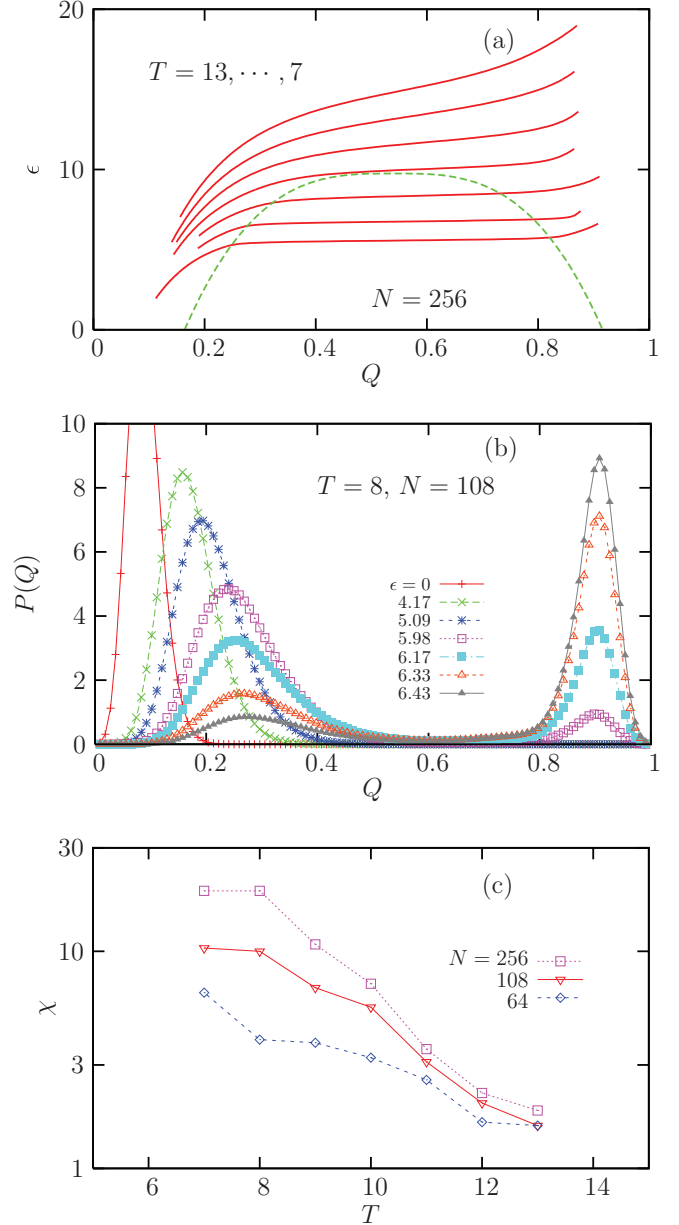 20
(a)
T = 13, ··· , 7
ϵ
10
N = 256
0
0 0.2 0.4 0.6 0.8 1
Q
10
(b)
T = 8, N = 108
8
P(Q)
6
ϵ = 0
4.17
5.09
5.98
6.17
6.33
6.43
4
2
0
0 0.2 0.4 0.6 0.8 1
Q
30
(c)
N = 256
108
64
10
χ
3
1
6 8 10 12 14
T